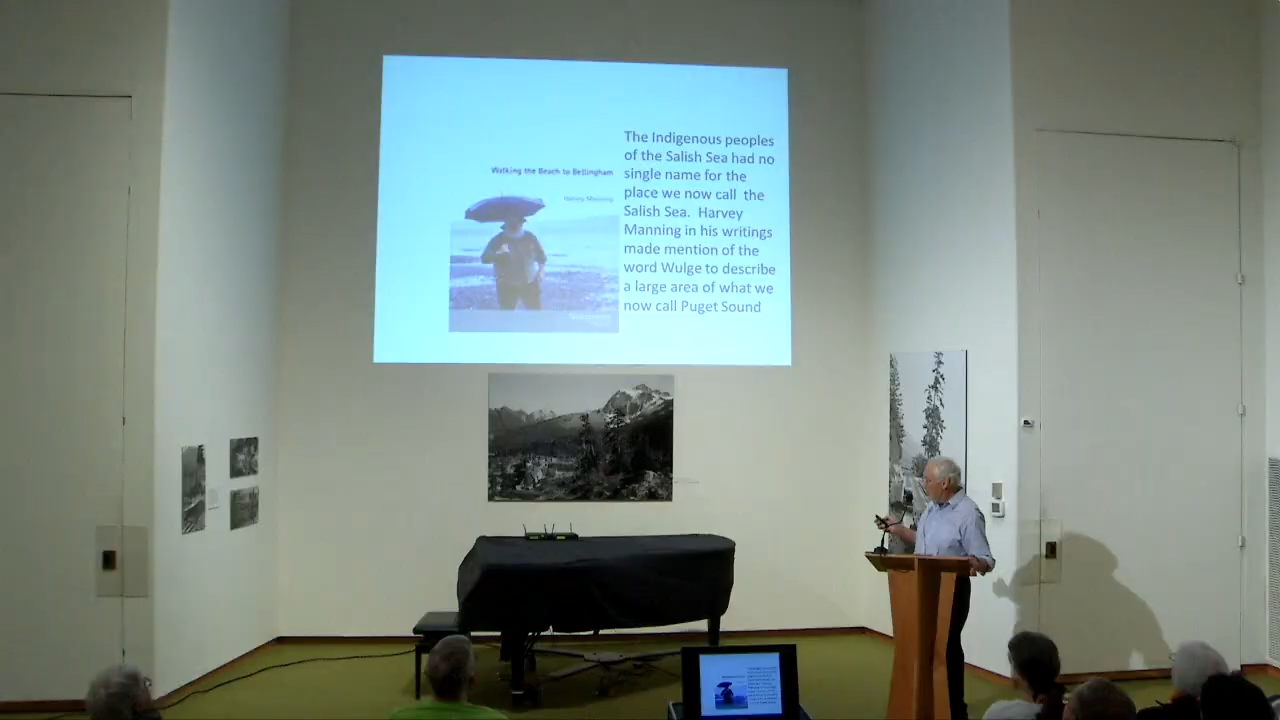 Walking the Beach to Bellingham
Harvey Manning
The Indigenous peoples
of the Salish Sea had no
single name for the
place we now call the
Salish Sea. Harvey
Manning in his writings
made mention of the
word Wulge to describe
a large area of what we
now call Puget Sound